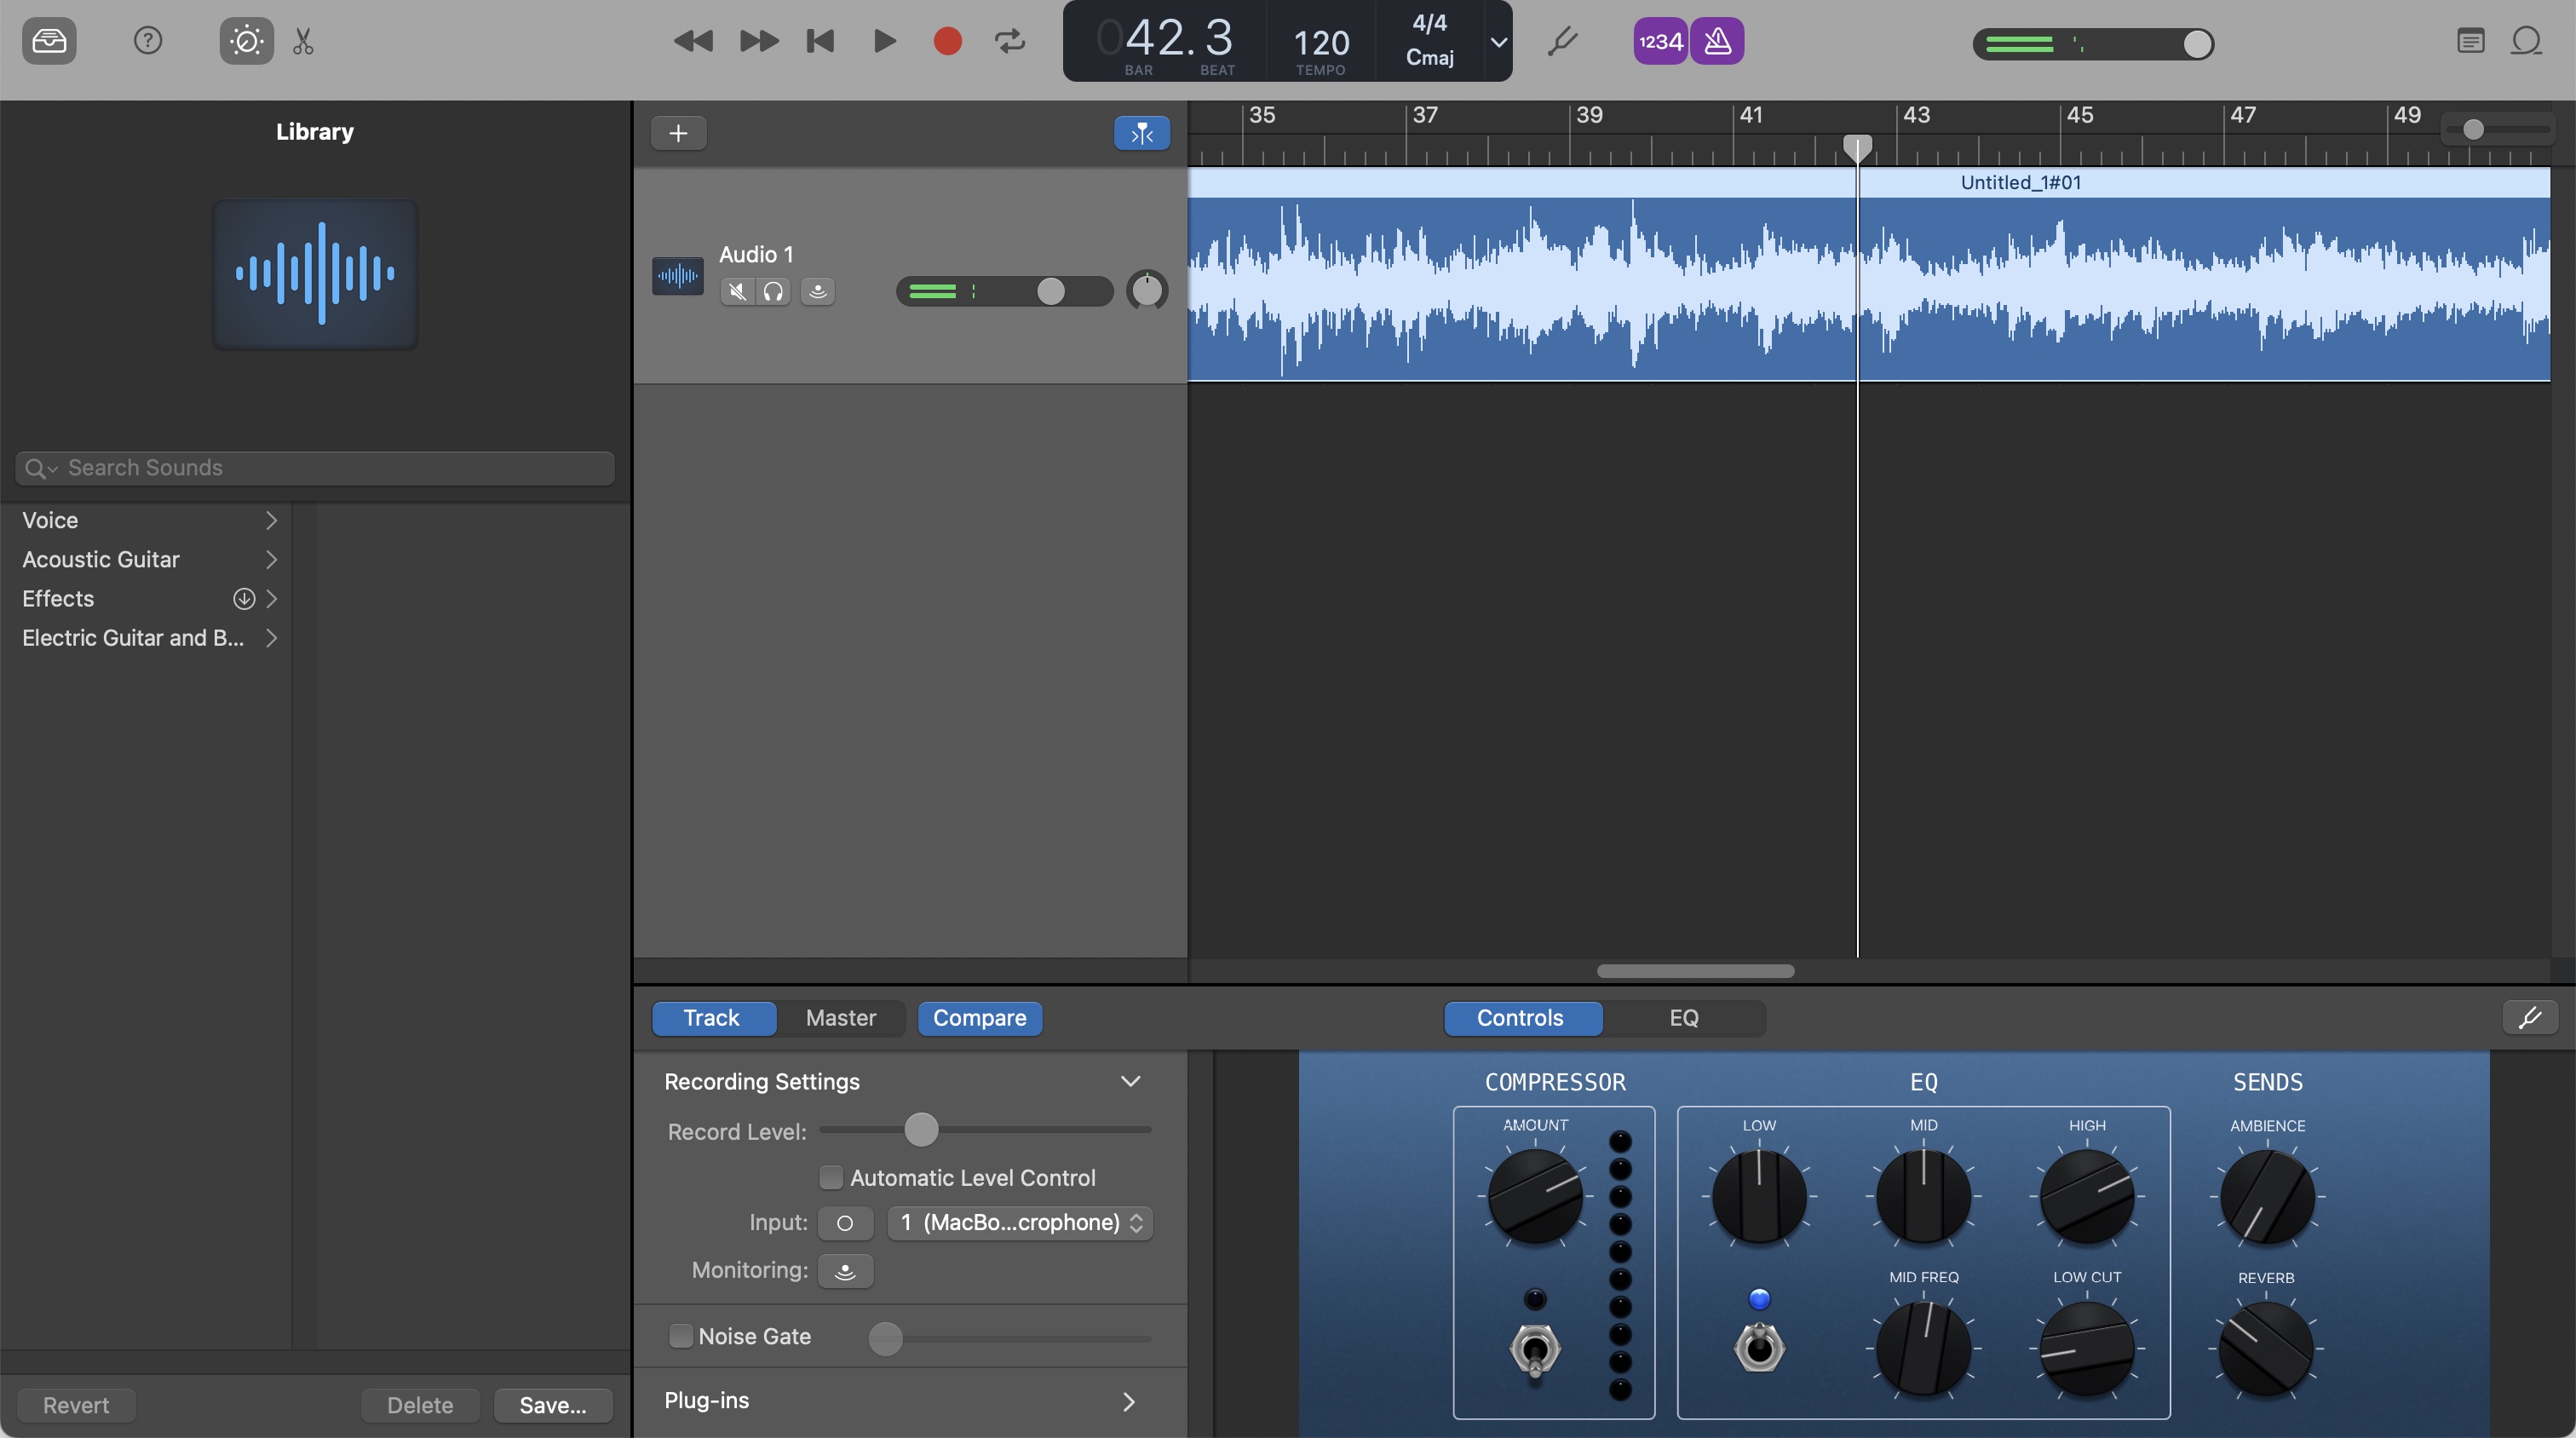 042.3
BAR
BEAT
120
TEMPO
4/4
Cmaj
1234
Library
Search Sounds
Voice
Acoustic Guitar
Effects
Electric Guitar and B...
Revert
Delete
Save...
35
37
39
41
43
45
47
49
Untitled_1#01
Audio 1
Track
Master
Compare
Controls
EQ
Recording Settings
Record Level:
Automatic Level Control
Input:
1 (MacBo...crophone)
Monitoring:
Noise Gate
Plug-ins
COMPRESSOR
EQ
SENDS
AMOUNT
LOW
MID
HIGH
AMBIENCE
MID FREQ
LOW CUT
REVERB